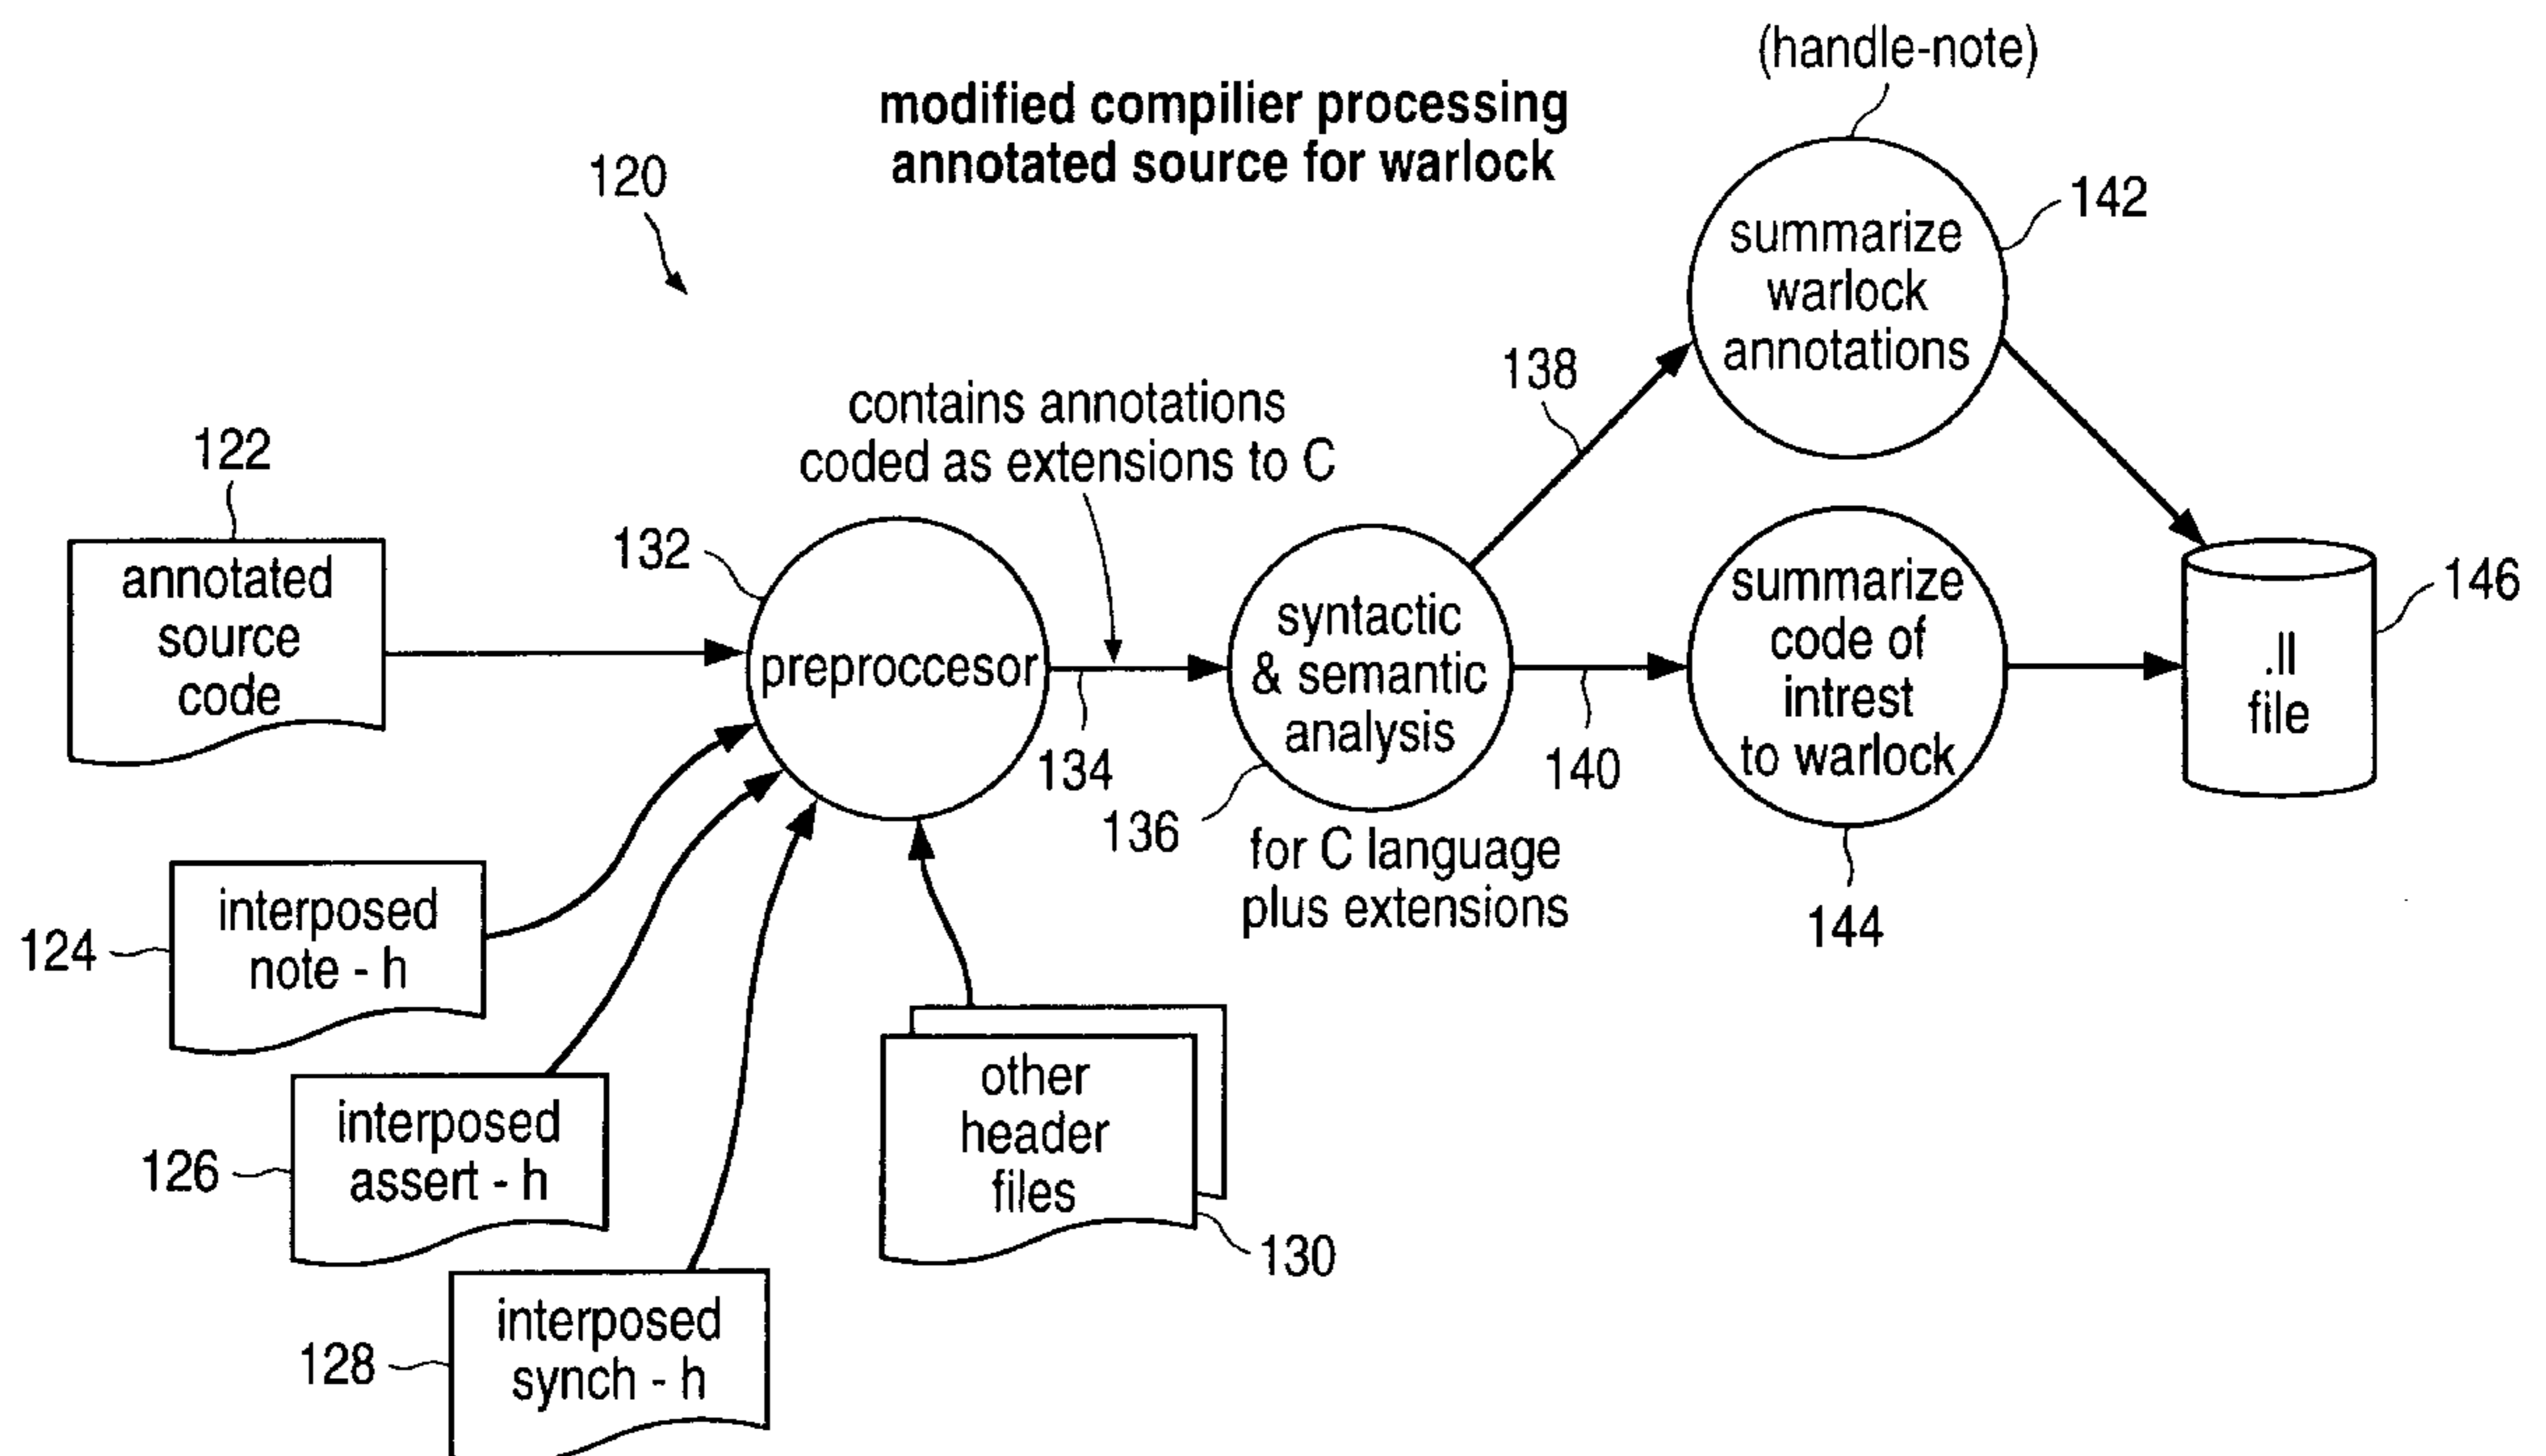 (handle-note)
modified compilier processing
annotated source for warlock
120
142
summarize
warlock
annotations
138
contains annotations
coded as extensions to C
122
132
annotated
source
code
preproccesor
134
syntactic
& semantic
analysis
136
for C language
plus extensions
140
summarize
code of
intrest
to warlock
144
146
.ll
file
124
interposed
note - h
126
interposed
assert - h
128
interposed
synch - h
other
header
files
130